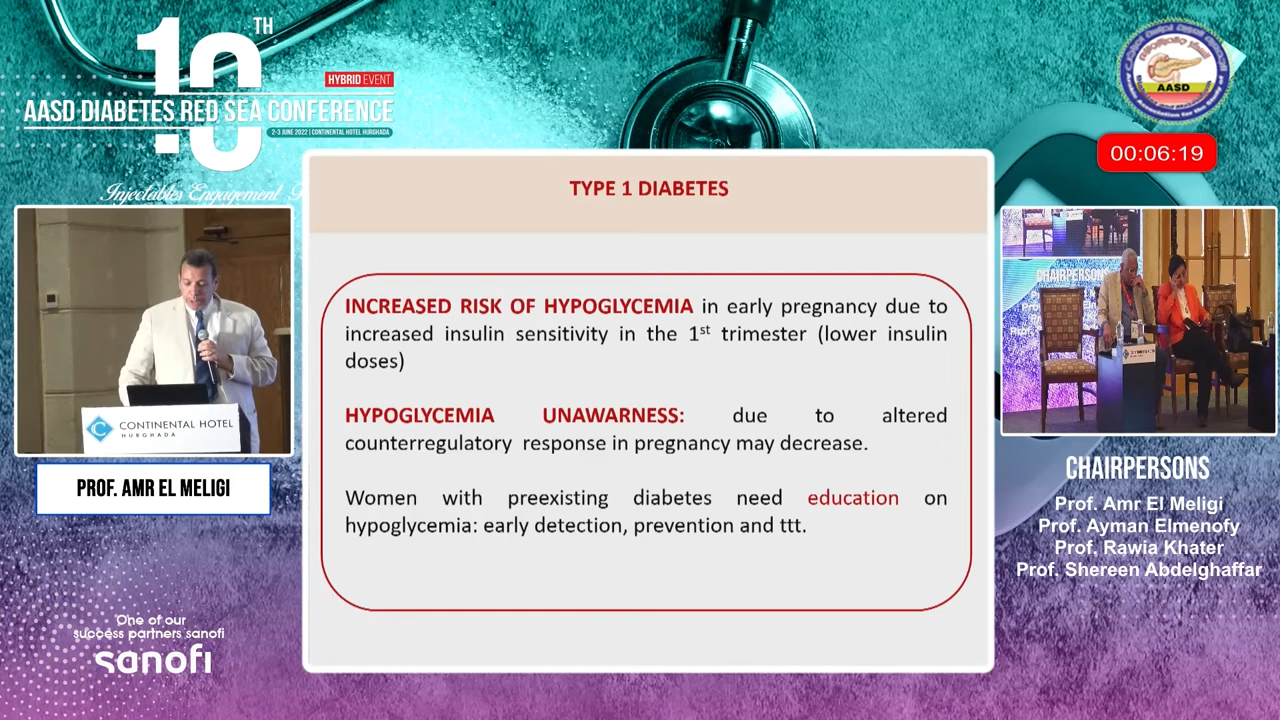 10TH
HYBRID EVENT
AASD DIABETES RED SEA CONFERENCE
2-3 JUNE 2022 | CONTINENTAL HOTEL HURGHADA
Injectables Engagement
AASD
00:06:19
TYPE 1 DIABETES
INCREASED RISK OF HYPOGLYCEMIA in early pregnancy due to
increased insulin sensitivity in the 1st trimester (lower insulin
doses)
HYPOGLYCEMIA UNAWARNESS: due to altered
counterregulatory response in pregnancy may decrease.
Women with preexisting diabetes need education on
hypoglycemia: early detection, prevention and ttt.
CONTINENTAL HOTEL
HURGHADA
PROF. AMR EL MELIGI
CHAIRPERSON
CHAIRPERSONS
Prof. Amr El Meligi
Prof. Ayman Elmenofy
Prof. Rawia Khater
Prof. Shereen Abdelghaffar
One of our
success partners sanofi
sanofi